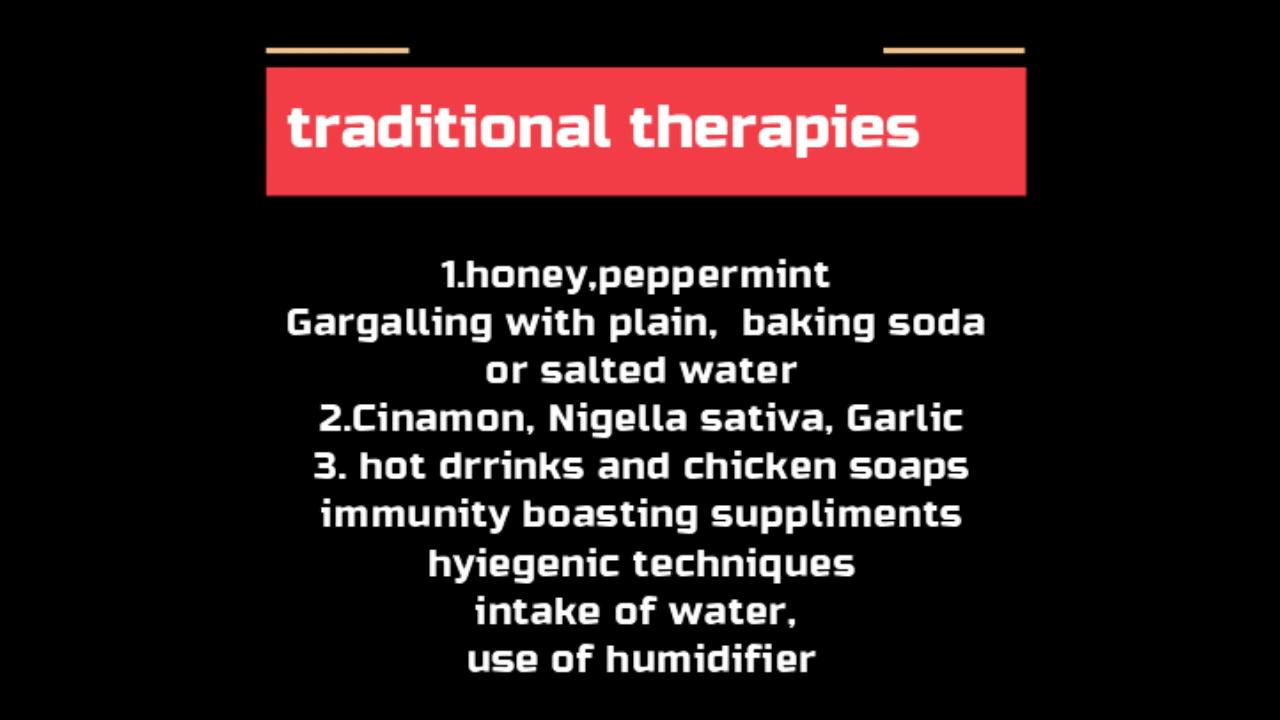 traditional therapies
1.honey,peppermint
Gargalling with plain,  baking soda
or salted water
2.Cinamon, Nigella sativa, Garlic
3. hot drrinks and chicken soaps
immunity boasting suppliments
hyiegenic techniques
intake of water,
use of humidifier